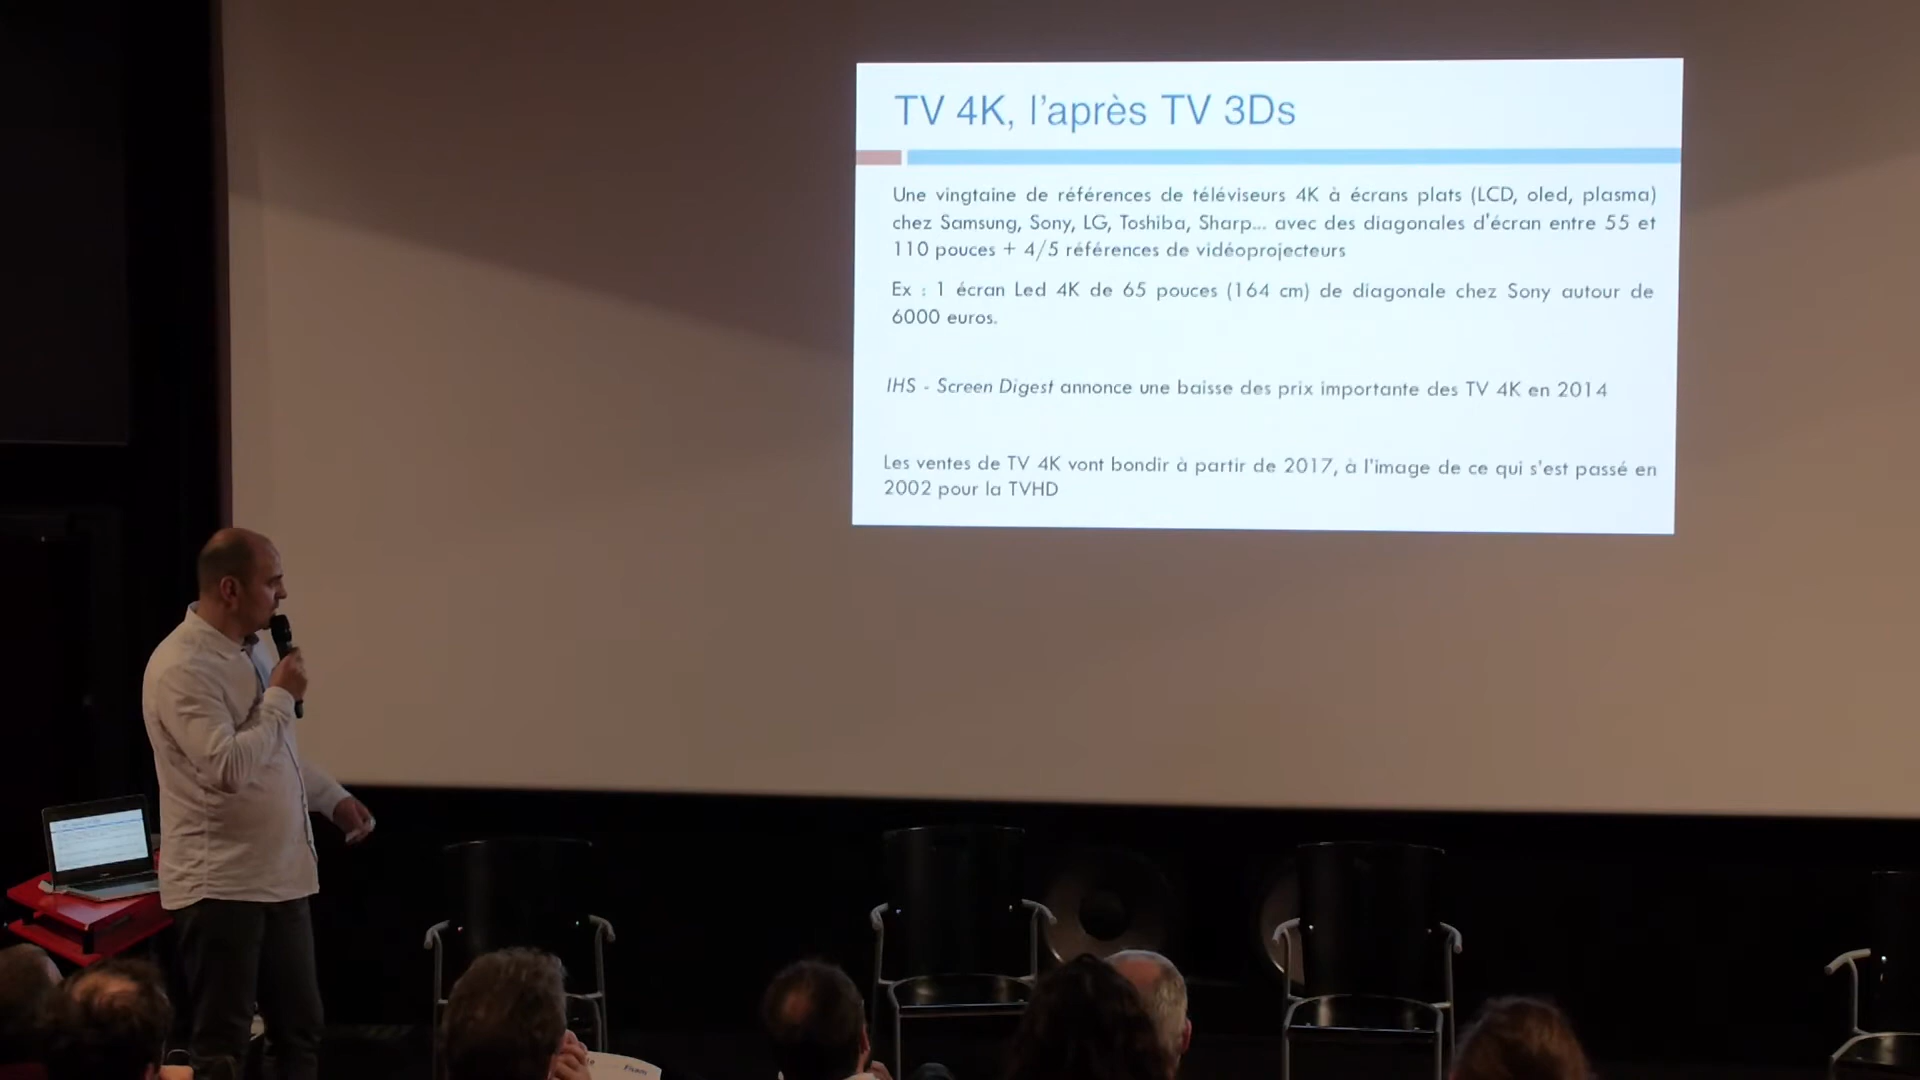 TV 4K, l'après TV 3Ds
Une vingtaine de références de téléviseurs 4K à écrans plats (LCD, oled, plasma)
chez Samsung, Sony, LG, Toshiba, Sharp... avec des diagonales d'écran entre 55 et
110 pouces + 4/5 références de vidéoprojecteurs
Ex : 1 écran Led 4K de 65 pouces (164 cm) de diagonale chez Sony autour de
6000 euros.
IHS - Screen Digest annonce une baisse des prix importante des TV 4K en 2014
Les ventes de TV 4K vont bondir à partir de 2017, à l'image de ce qui s'est passé en
2002 pour la TVHD